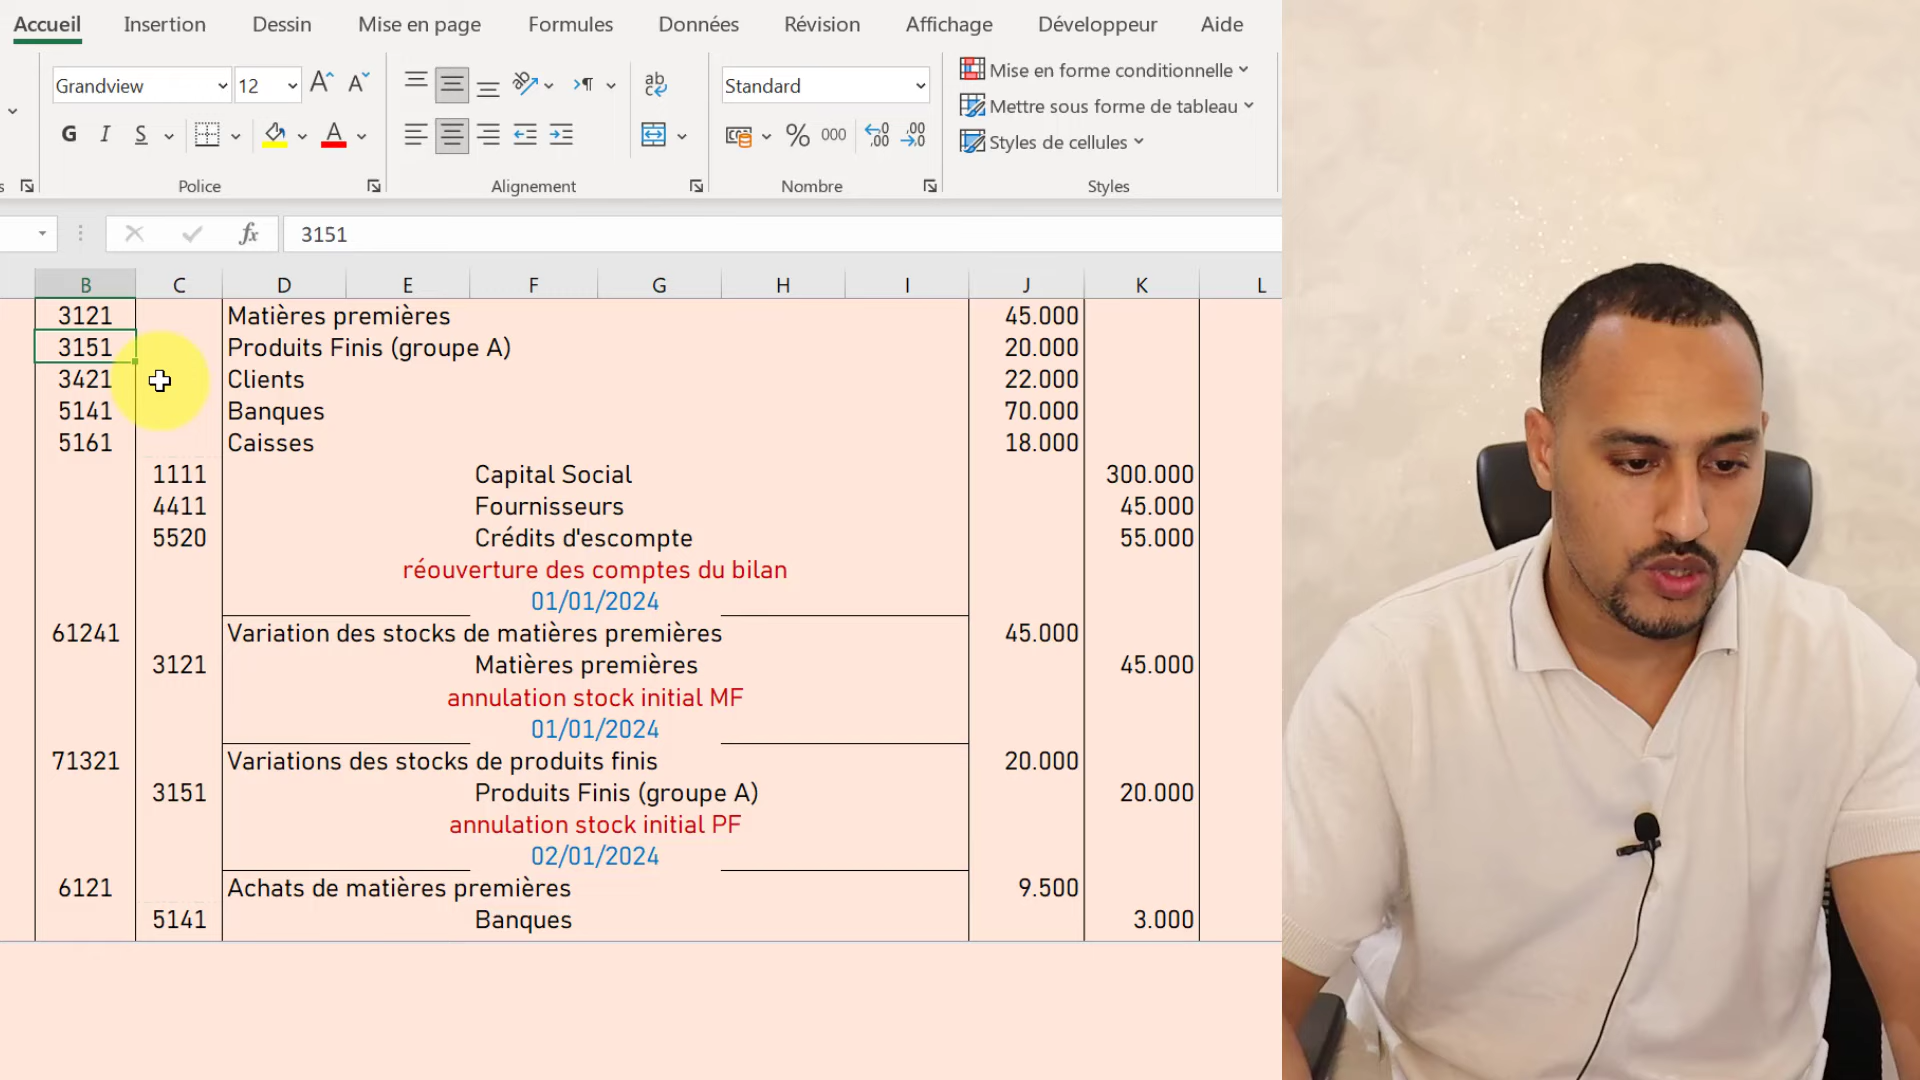 Accueil Insertion Dessin Mise en page Formules Données Révision Affichage Développeur Aide
Grandview 12 A A ab Standard Mise en forme conditionnelle
Mettre sous forme de tableau
G I S A % 000 Styles de cellules
Police Alignement Nombre Styles
fx 3151
B C D E F G H I J K L
3121 Matières premières 45.000
3151 Produits Finis (groupe A) 20.000
3421 Clients 22.000
5141 Banques 70.000
5161 Caisses 18.000
1111 Capital Social 300.000
4411 Fournisseurs 45.000
5520 Crédits d'escompte 55.000
réouverture des comptes du bilan
01/01/2024
61241 Variation des stocks de matières premières 45.000
3121 Matières premières 45.000
annulation stock initial MF
01/01/2024
71321 Variations des stocks de produits finis 20.000
3151 Produits Finis (groupe A) 20.000
annulation stock initial PF
02/01/2024
6121 Achats de matières premières 9.500
5141 Banques 3.000